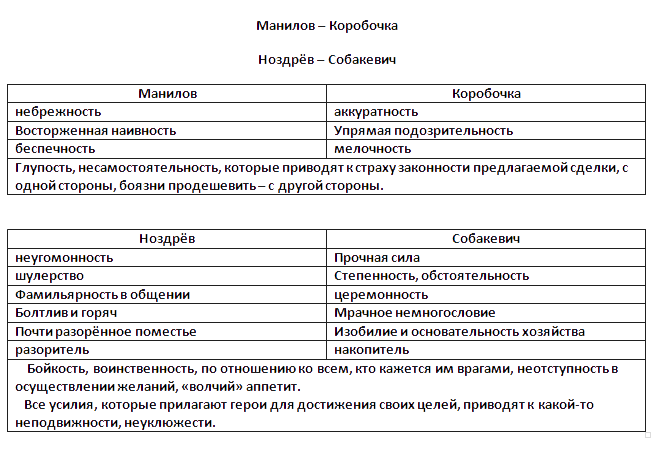 Манилов – Коробочка
Ноздрёв – Собакевич
Манилов Коробочка
небрежность аккуратность
Восторженная наивность Упрямая подозрительность
беспечность мелочность
Глупость, несамостоятельность, которые приводят к страху законности предлагаемой сделки, с
одной стороны, боязни продешевить – с другой стороны.
Ноздрёв Собакевич
неугомонность Прочная сила
шулерство Степенность, обстоятельность
Фамильярность в общении церемонность
Болтлив и горяч Мрачное немногословие
Почти разорённое поместье Изобилие и основательность хозяйства
разоритель накопитель
Бойкость, воинственность, по отношению ко всем, кто кажется им врагами, неотступность в
осуществлении желаний, «волчий» аппетит.
Все усилия, которые прилагают герои для достижения своих целей, приводят к какой-то
неподвижности, неуклюжести.